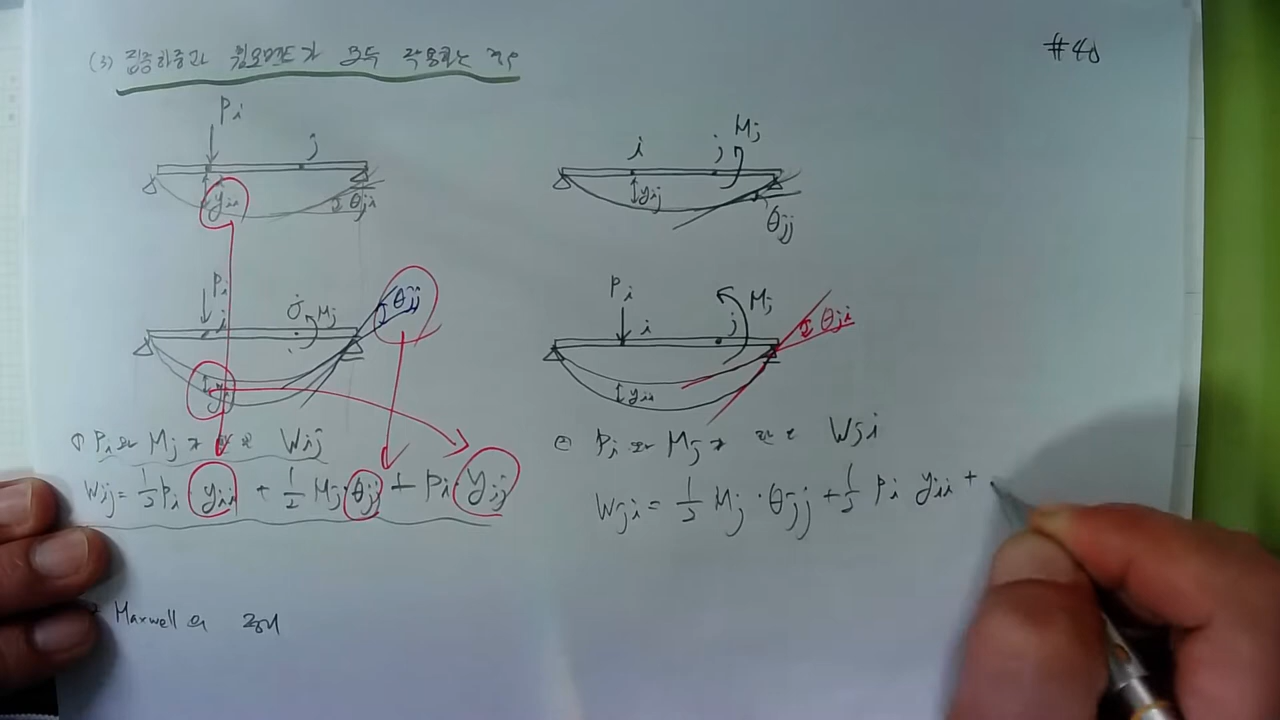 #40
(3) 집중하중과 휨모멘트가 모두 작용하는 경우
Pi
j
yii
θji
i
j
Mj
yij
θjj
Pi
i
j
Mj
θjj
yij
Pi
i
j
Mj
θji
yii
① Pi와 Mj가 한 일 Wij
Wij = 1/2 Pi · yii + 1/2 Mj · θjj + Pi · yij
② Pi와 Mj가 한 일 Wji
Wji = 1/2 Mj · θjj + 1/2 Pi yii +
Maxwell의 정리